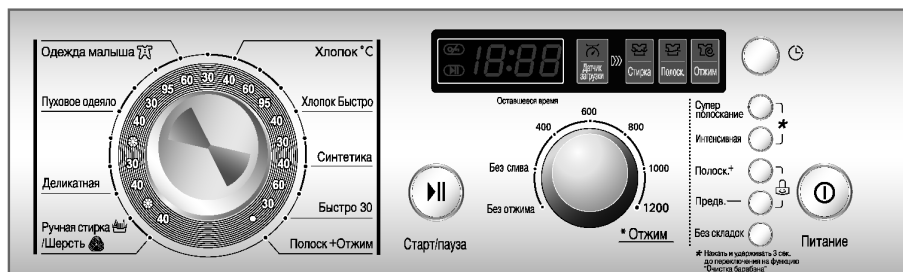 Одежда малыша
Хлопок °C
Пуховое одеяло
Хлопок Быстро
Синтетика
Деликатная
Быстро 30
Ручная стирка
/Шерсть
Полоск +Отжим
60 30 40
95 60
30 95
40 40
30 30
40 40
40 30
18:88
Датчик
загрузки
Стирка
Полоск.
Отжим
Оставшееся время
Старт/пауза
600
400 800
Без слива 1000
Без отжима 1200
* Отжим
Супер
полоскание
*
Интенсивная
Полоск.+
Предв. —
Без складок
Питание
* Нажать и удерживать 3 сек.
до переключения на функцию
"Очистка барабана"